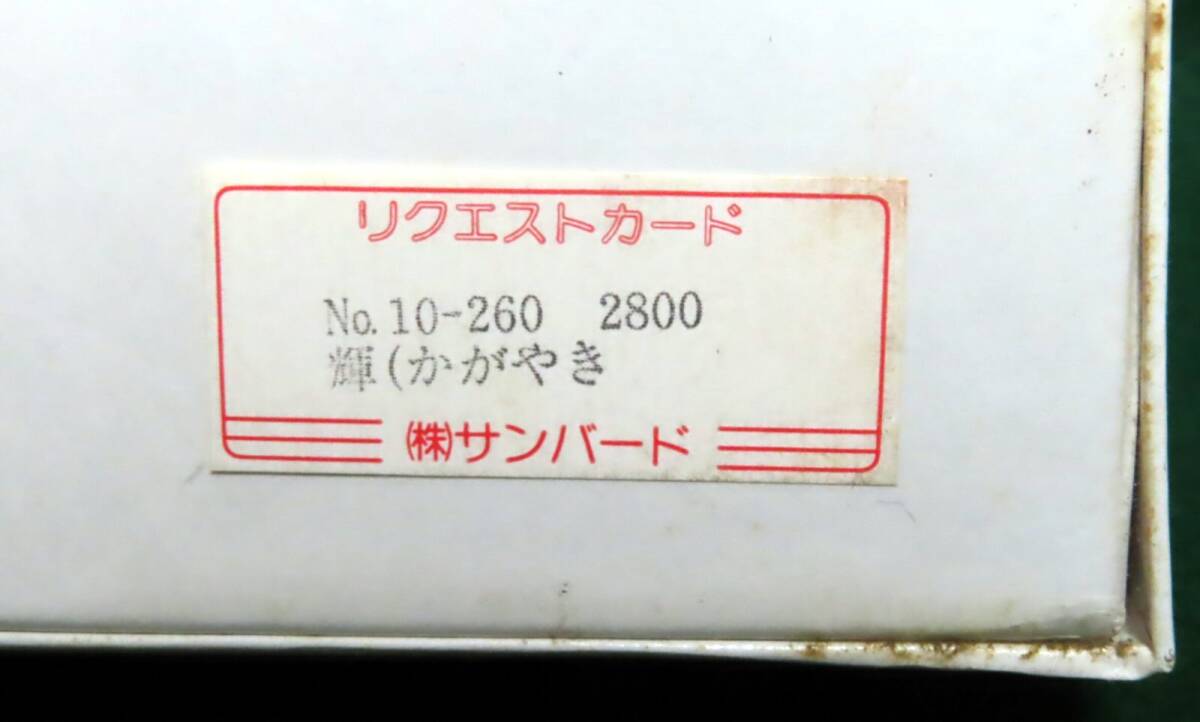 リクエストカード
No.10-260 2800
輝(かがやき
㈱サンバード